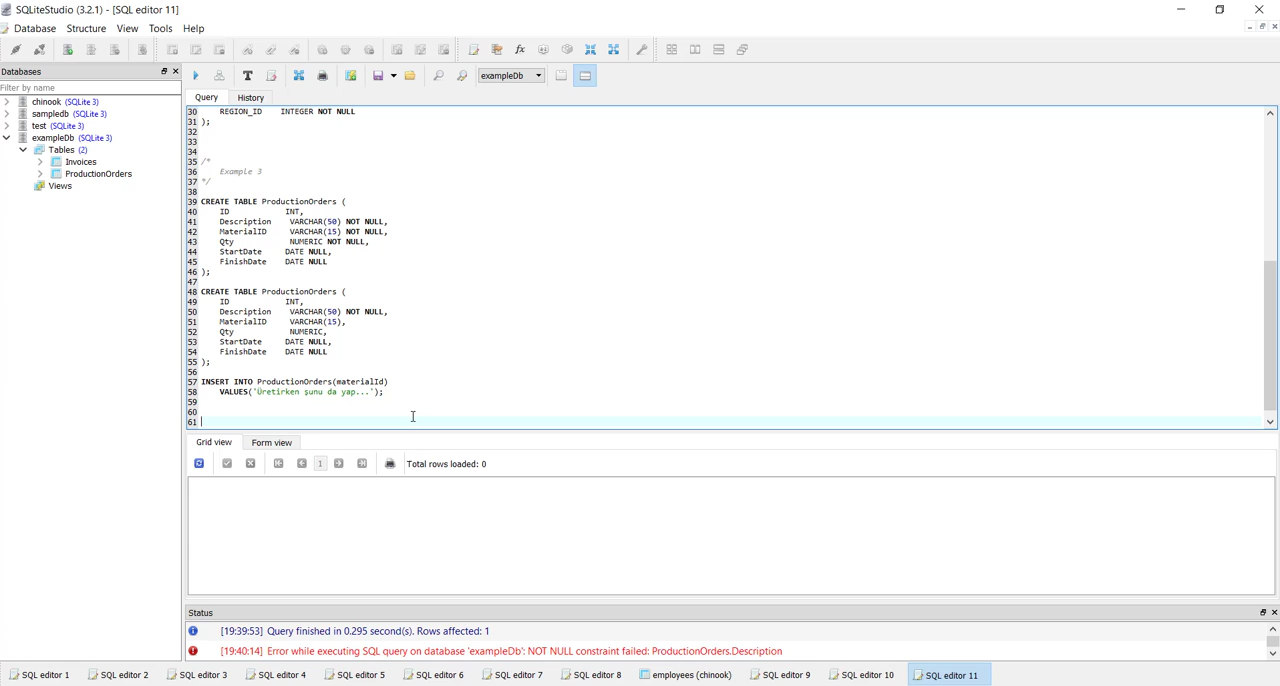 SQLiteStudio (3.2.1) - [SQL editor 11]
Database Structure View Tools Help
Databases
exampleDb
Filter by name
Query History
chinook (SQLite 3)
sampledb (SQLite 3)
test (SQLite 3)
exampleDb (SQLite 3)
Tables (2)
Invoices
ProductionOrders
Views
30 REGION_ID INTEGER NOT NULL
31 );
32
33
34
35 /*
36 Example 3
37 */
38
39 CREATE TABLE ProductionOrders (
40 ID INT,
41 Description VARCHAR(50) NOT NULL,
42 MaterialID VARCHAR(15) NOT NULL,
43 Qty NUMERIC NOT NULL,
44 StartDate DATE NULL,
45 FinishDate DATE NULL
46 );
47
48 CREATE TABLE ProductionOrders (
49 ID INT,
50 Description VARCHAR(50) NOT NULL,
51 MaterialID VARCHAR(15),
52 Qty NUMERIC,
53 StartDate DATE NULL,
54 FinishDate DATE NULL
55 );
56
57 INSERT INTO ProductionOrders(materialId)
58 VALUES('Üretirken şunu da yap...');
59
60
61
Grid view Form view
1 Total rows loaded: 0
Status
[19:39:53] Query finished in 0.295 second(s). Rows affected: 1
[19:40:14] Error while executing SQL query on database 'exampleDb': NOT NULL constraint failed: ProductionOrders.Description
SQL editor 1 SQL editor 2 SQL editor 3 SQL editor 4 SQL editor 5 SQL editor 6 SQL editor 7 SQL editor 8 employees (chinook) SQL editor 9 SQL editor 10 SQL editor 11